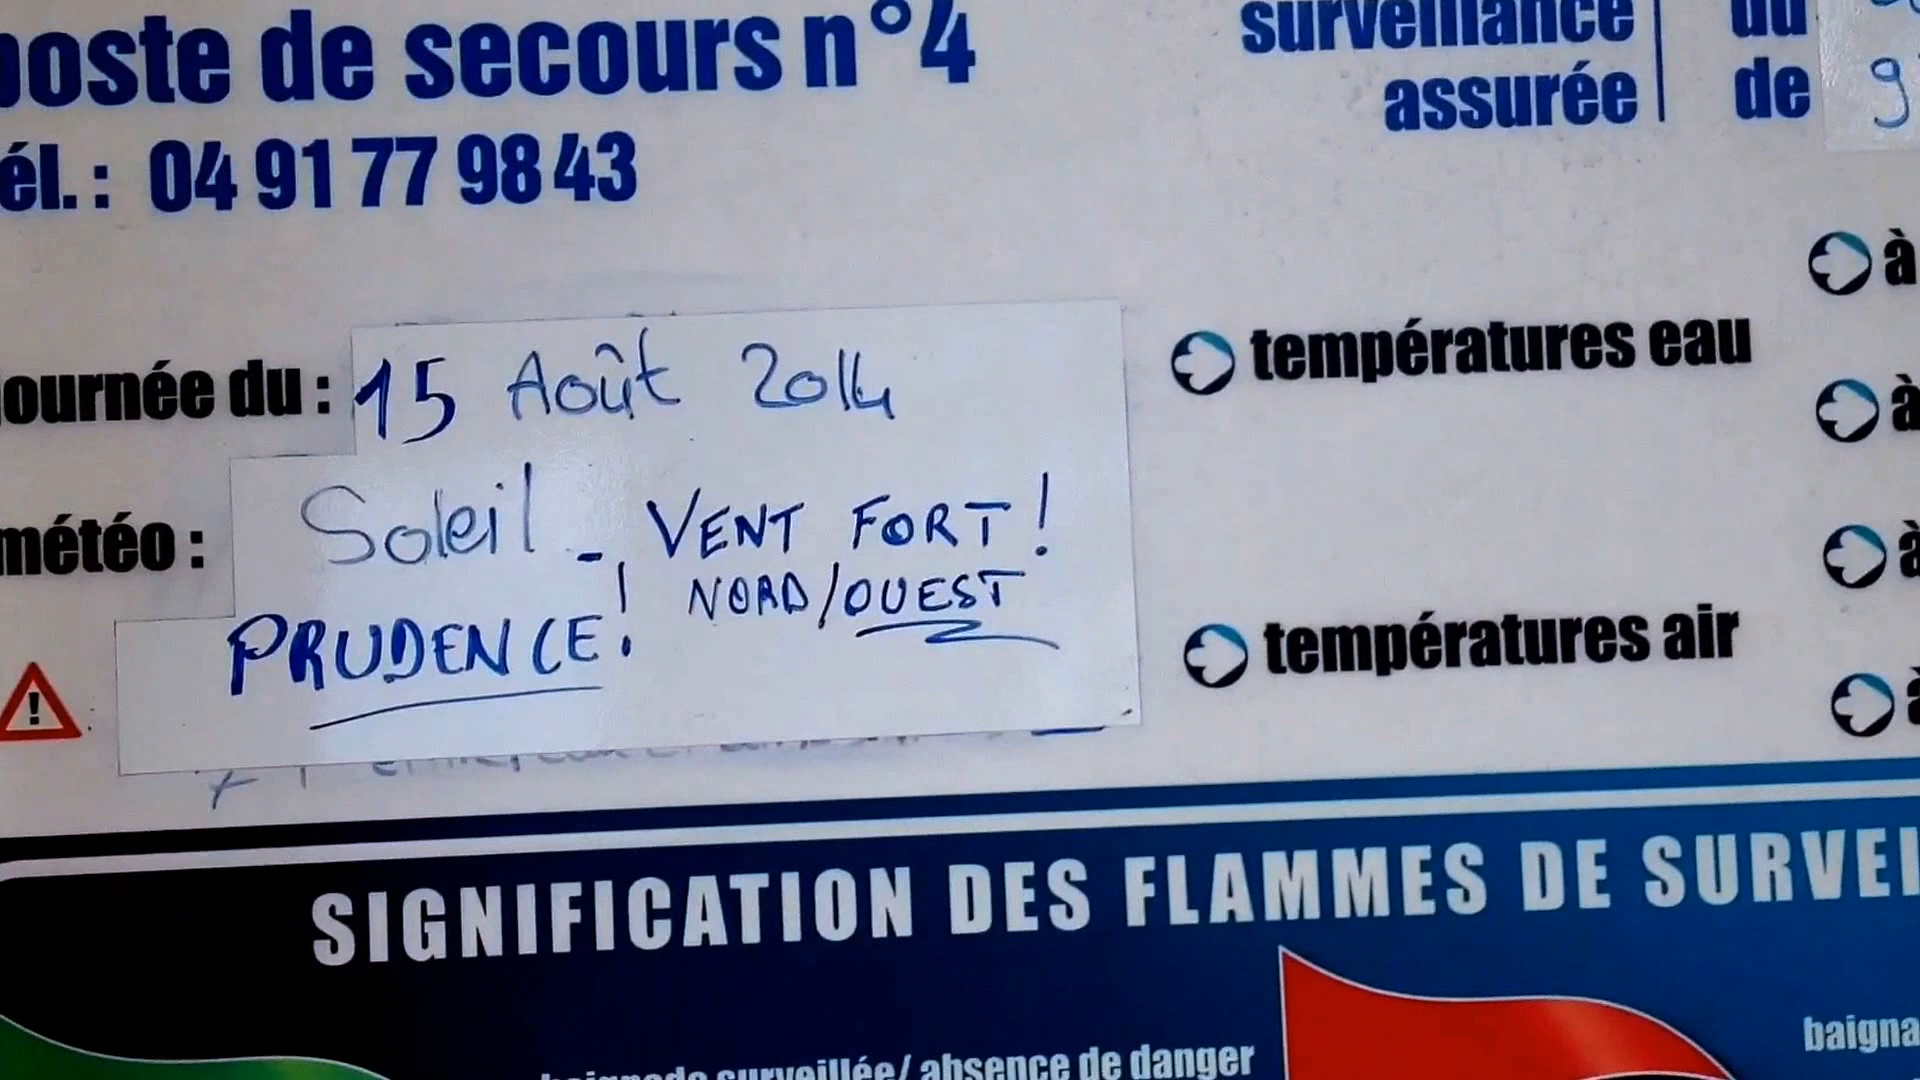 poste de secours n°4
tél. : 04 91 77 98 43
surveillance
assurée
du
de 9
journée du : 15 Août 2014
météo : Soleil - VENT FORT !
NORD/OUEST
PRUDENCE !
températures eau
températures air
à
à
à
à
SIGNIFICATION DES FLAMMES DE SURVEI
baignade surveillée/ absence de danger
baigna